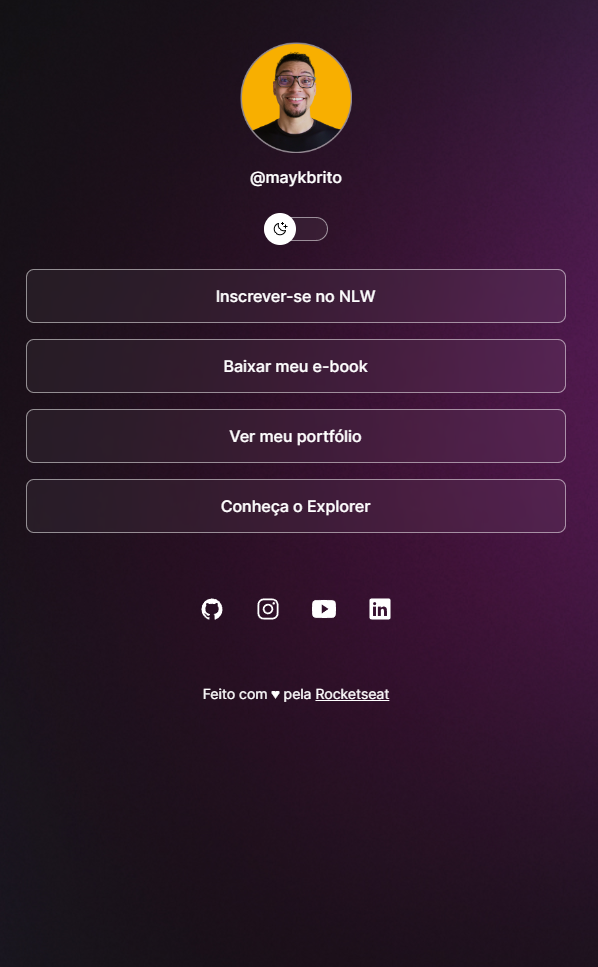 @maykbrito
Inscrever-se no NLW
Baixar meu e-book
Ver meu portfólio
Conheça o Explorer
Feito com ♥ pela Rocketseat